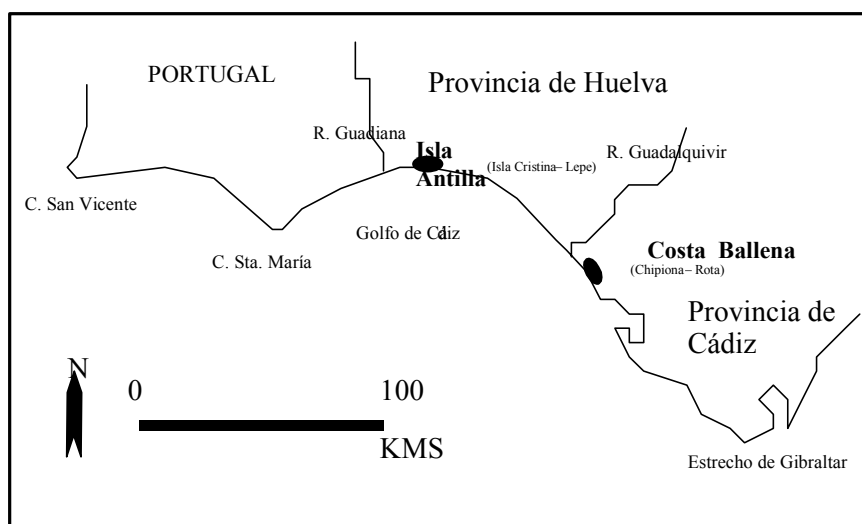 PORTUGAL
Provincia de Huelva
R. Guadiana
Isla
Antilla
(Isla Cristina– Lepe)
R. Guadalquivir
C. San Vicente
Golfo de Cádiz
C. Sta. María
Costa Ballena
(Chipiona– Rota)
Provincia de
Cádiz
N
0 100
KMS
Estrecho de Gibraltar